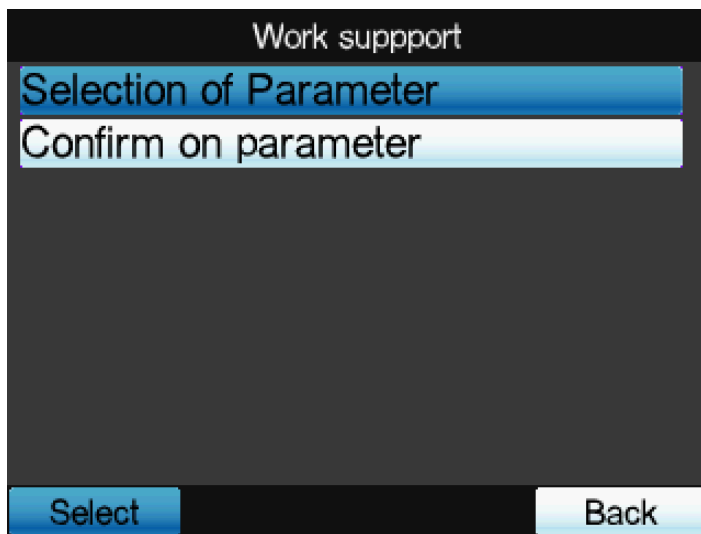 Work suppport
Selection of Parameter
Confirm on parameter
Select
Back